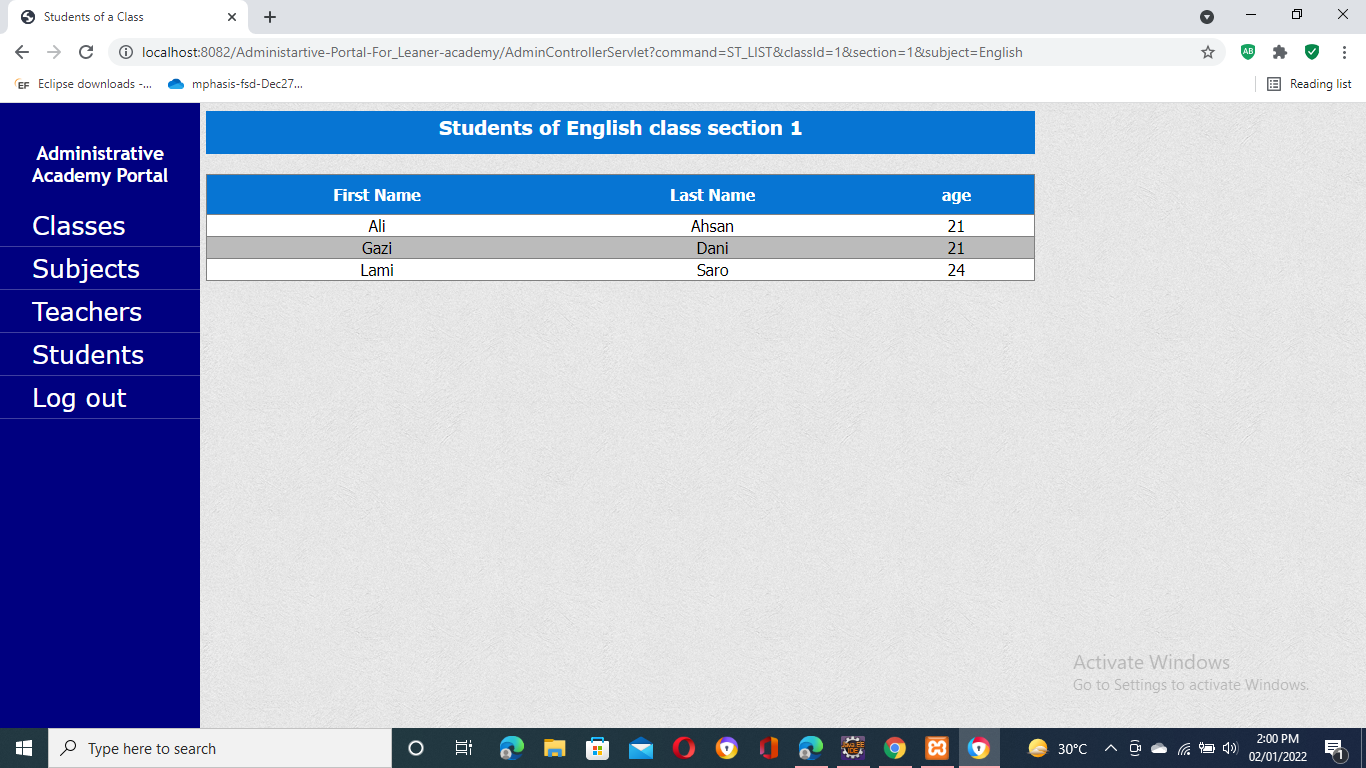 Students of a Class
localhost:8082/Administartive-Portal-For_Leaner-academy/AdminControllerServlet?command=ST_LIST&classId=1&section=1&subject=English
AB
EF Eclipse downloads -...
mphasis-fsd-Dec27...
Reading list
Administrative
Academy Portal
Classes
Subjects
Teachers
Students
Log out
Students of English class section 1
First Name Last Name age
Ali Ahsan 21
Gazi Dani 21
Lami Saro 24
Activate Windows
Go to Settings to activate Windows.
Type here to search
30°C
2:00 PM
02/01/2022
1